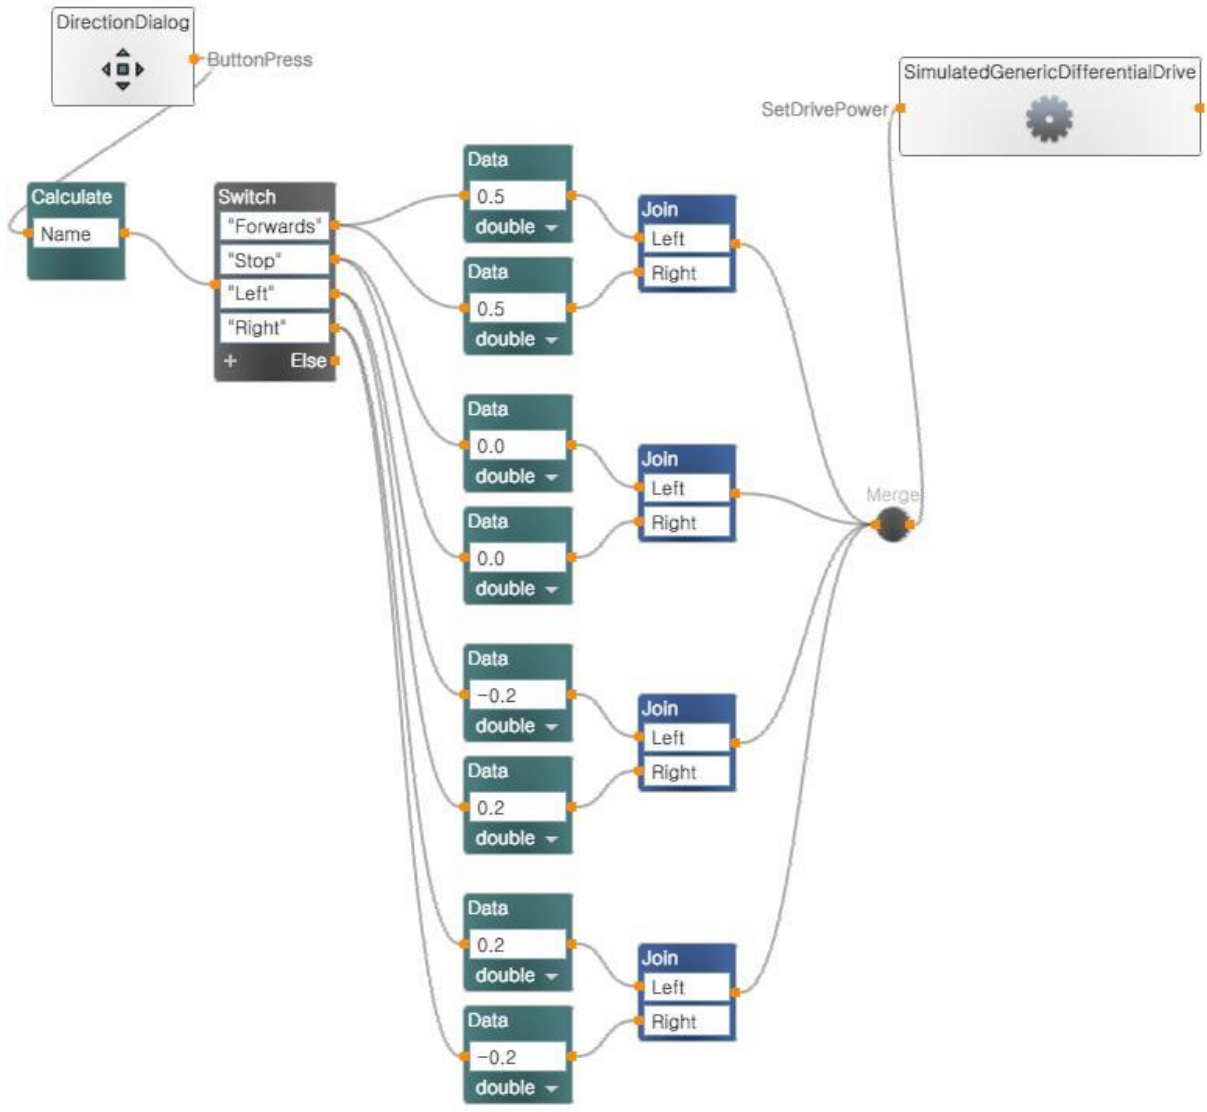 DirectionDialog
ButtonPress
SimulatedGenericDifferentialDrive
SetDrivePower
Calculate
Name
Switch
"Forwards"
"Stop"
"Left"
"Right"
+ Else
Data
0.5
double
Data
0.5
double
Join
Left
Right
Data
0.0
double
Data
0.0
double
Join
Left
Right
Merge
Data
-0.2
double
Data
0.2
double
Join
Left
Right
Data
0.2
double
Data
-0.2
double
Join
Left
Right